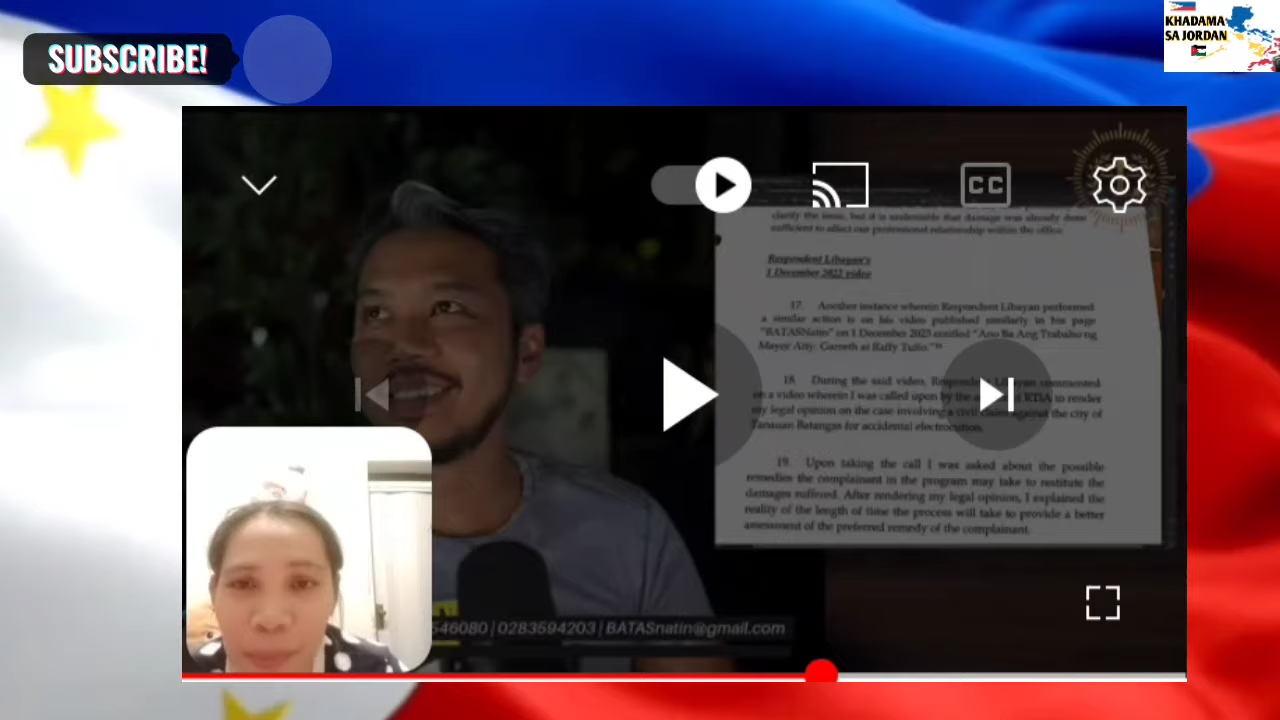 SUBSCRIBE!
KHADAMA
SA JORDAN
CC
clarify the issue, but it is undeniable that damage was already done
sufficient to affect our professional relationship within the office.
Respondent Libayan's
1 December 2022 video
17. Another instance wherein Respondent Libayan performed
a similar action is on his video published similarly in his page
"BATASNatin" on 1 December 2023 entitled "Ano Ba Ang Trabaho ng
Mayor Atty. Gareth at Raffy Tulfo."
18. During the said video, Respondent Libayan commented
on a video wherein I was called upon by the RTIA to render
my legal opinion on the case involving a civil claim against the city of
Tanauan Batangas for accidental electrocution.
19. Upon taking the call I was asked about the possible
remedies the complainant in the program may take to restitute the
damages suffered. After rendering my legal opinion, I explained the
reality of the length of time the process will take to provide a better
assessment of the preferred remedy of the complainant.
546080 | 0283594203 | BATASnatin@gmail.com